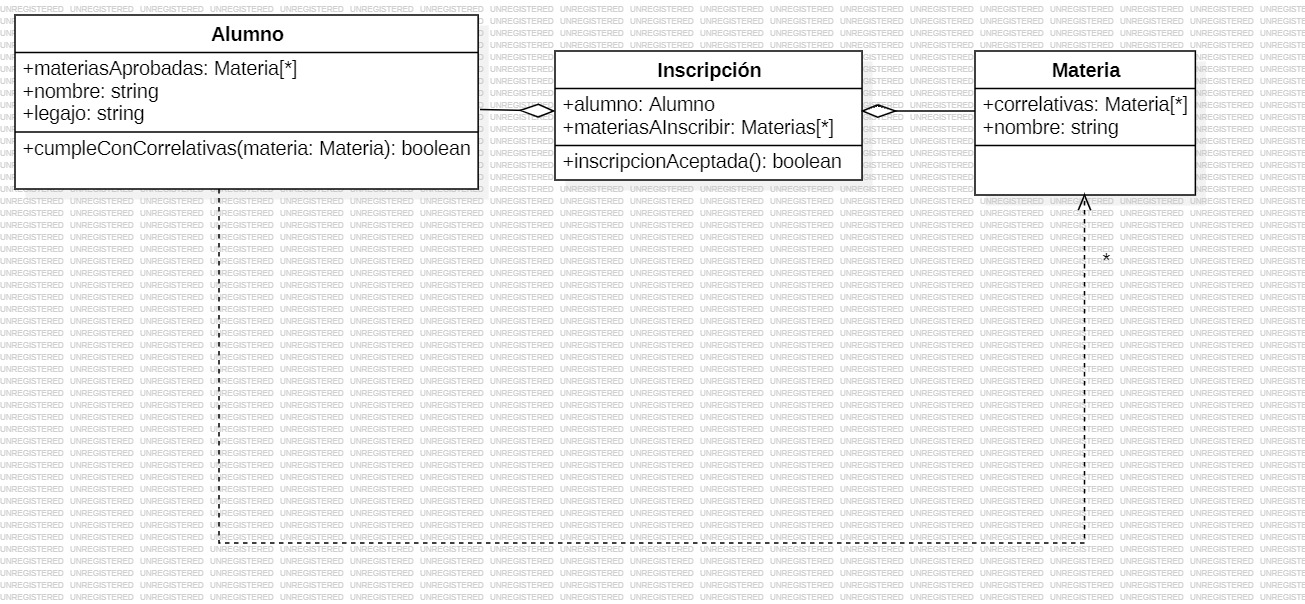 Alumno
+materiasAprobadas: Materia[*]
+nombre: string
+legajo: string
+cumpleConCorrelativas(materia: Materia): boolean
Inscripción
+alumno: Alumno
+materiasAInscribir: Materias[*]
+inscripcionAceptada(): boolean
Materia
+correlativas: Materia[*]
+nombre: string
*
UNREGISTERED